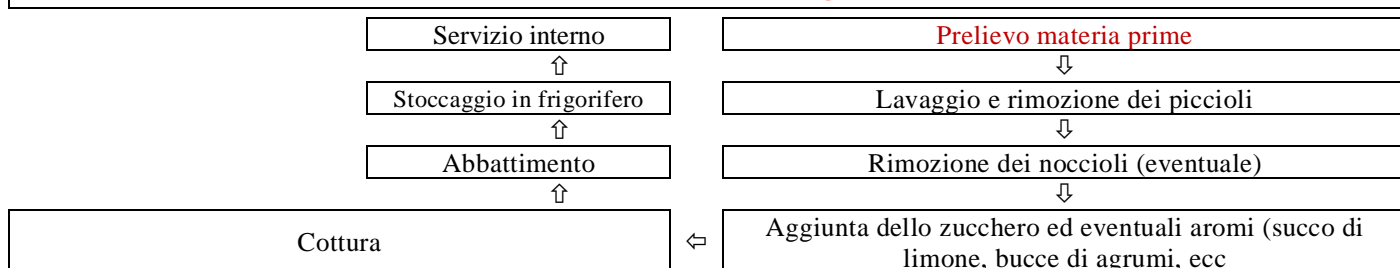 Servizio interno
Prelievo materia prime
⇧
⇩
Stoccaggio in frigorifero
Lavaggio e rimozione dei piccioli
⇧
⇩
Abbattimento
Rimozione dei noccioli (eventuale)
⇧
⇩
Cottura
⇦
Aggiunta dello zucchero ed eventuali aromi (succo di
limone, bucce di agrumi, ecc